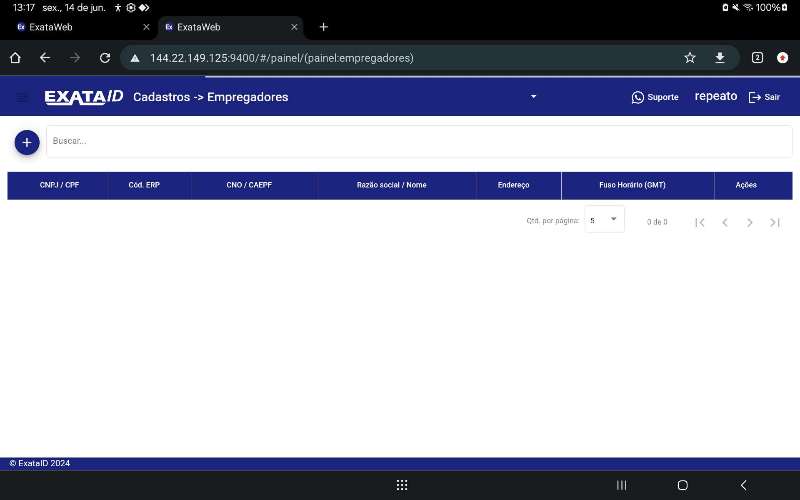 13:17 sex., 14 de jun. 100%
Ex ExataWeb
Ex ExataWeb
144.22.149.125:9400/#/painel/(painel:empregadores)
2
EXATAID Cadastros -> Empregadores
Suporte repeato Sair
+ Buscar...
CNPJ / CPF Cód. ERP CNO / CAEPF Razão social / Nome Endereço Fuso Horário (GMT) Ações
Qtd. por página: 5 0 de 0
© ExataID 2024